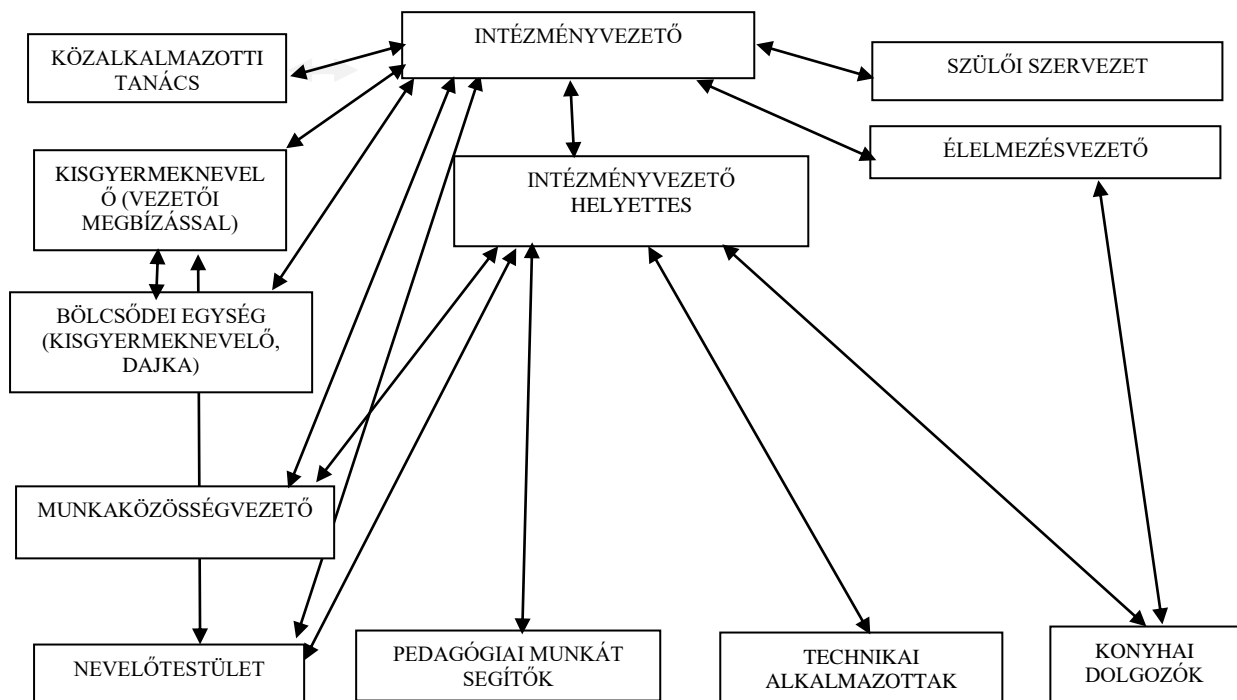 INTÉZMÉNYVEZETŐ
KÖZALKALMAZOTTI
TANÁCS
SZÜLŐI SZERVEZET
ÉLELMEZÉSVEZETŐ
KISGYERMEKNEVEL
Ő (VEZETŐI
MEGBÍZÁSSAL)
INTÉZMÉNYVEZETŐ
HELYETTES
BÖLCSŐDEI EGYSÉG
(KISGYERMEKNEVELŐ,
DAJKA)
MUNKAKÖZÖSSÉGVEZETŐ
NEVELŐTESTÜLET
PEDAGÓGIAI MUNKÁT
SEGÍTŐK
TECHNIKAI
ALKALMAZOTTAK
KONYHAI
DOLGOZÓK